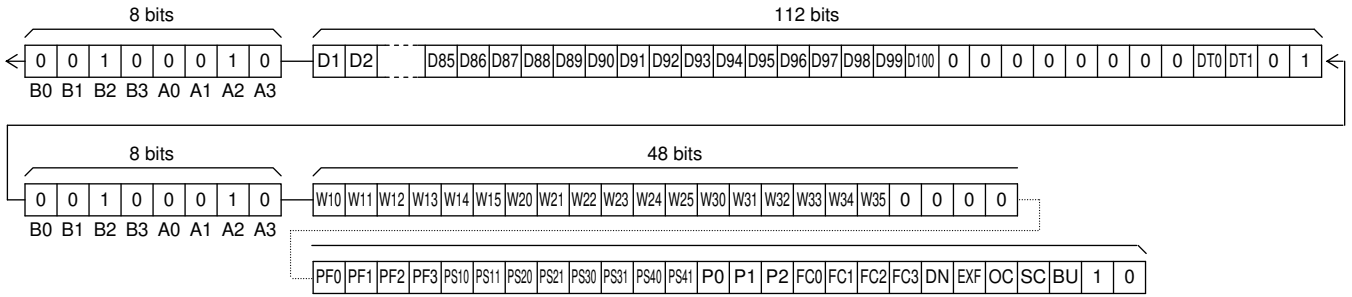 8 bits 112 bits
0 0 1 0 0 0 1 0 D1 D2 D85 D86 D87 D88 D89 D90 D91 D92 D93 D94 D95 D96 D97 D98 D99 D100 0 0 0 0 0 0 0 0 DT0 DT1 0 1
B0 B1 B2 B3 A0 A1 A2 A3
8 bits 48 bits
0 0 1 0 0 0 1 0 W10 W11 W12 W13 W14 W15 W20 W21 W22 W23 W24 W25 W30 W31 W32 W33 W34 W35 0 0 0 0
B0 B1 B2 B3 A0 A1 A2 A3
PF0 PF1 PF2 PF3 PS10 PS11 PS20 PS21 PS30 PS31 PS40 PS41 P0 P1 P2 FC0 FC1 FC2 FC3 DN EXF OC SC BU 1 0